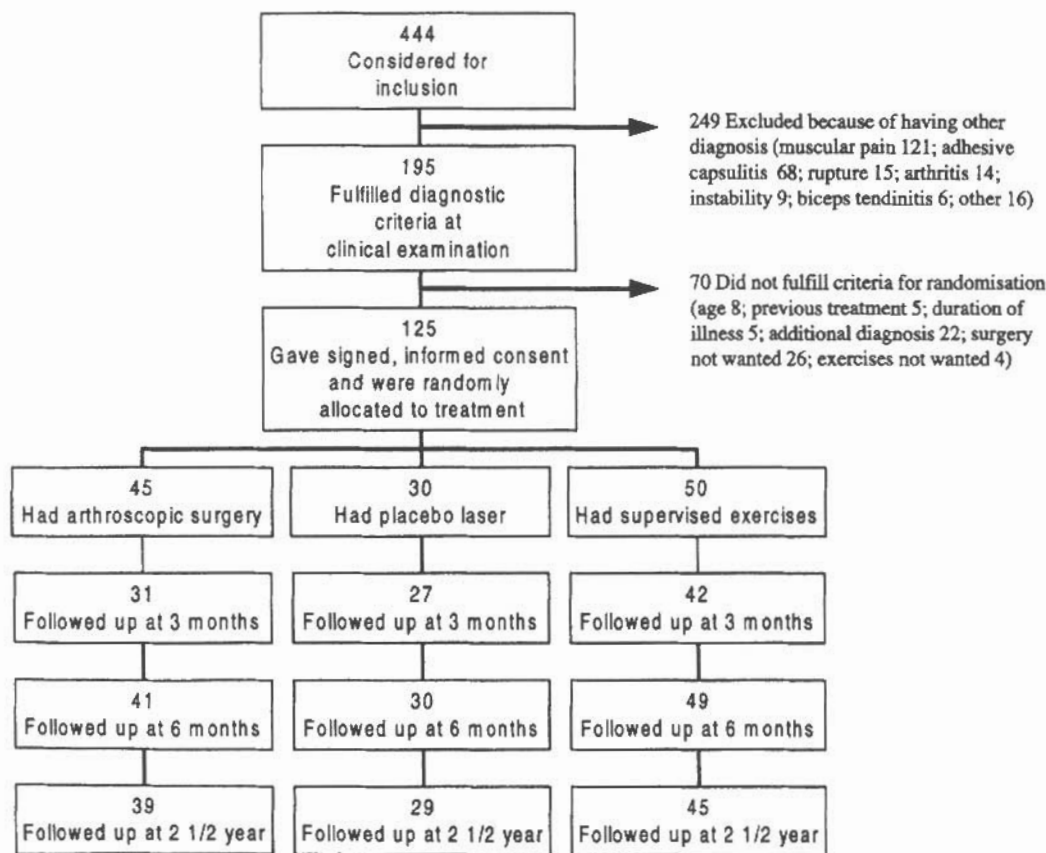 444
Considered for
inclusion
249 Excluded because of having other
diagnosis (muscular pain 121; adhesive
capsulitis 68; rupture 15; arthritis 14;
instability 9; biceps tendinitis 6; other 16)
195
Fulfilled diagnostic
criteria at
clinical examination
70 Did not fulfill criteria for randomisation
(age 8; previous treatment 5; duration of
illness 5; additional diagnosis 22; surgery
not wanted 26; exercises not wanted 4)
125
Gave signed, informed consent
and were randomly
allocated to treatment
45
Had arthroscopic surgery
30
Had placebo laser
50
Had supervised exercises
31
Followed up at 3 months
27
Followed up at 3 months
42
Followed up at 3 months
41
Followed up at 6 months
30
Followed up at 6 months
49
Followed up at 6 months
39
Followed up at 2 1/2 year
29
Followed up at 2 1/2 year
45
Followed up at 2 1/2 year